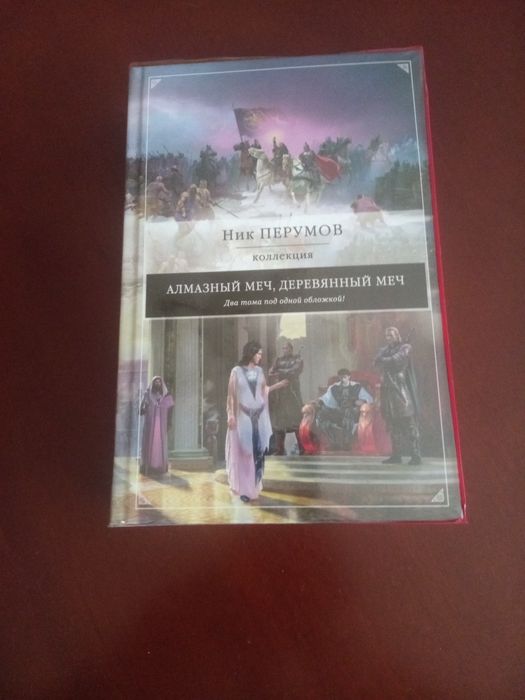 Ник ПЕРУМОВ
коллекция
АЛМАЗНЫЙ МЕЧ, ДЕРЕВЯННЫЙ МЕЧ
Два тома под одной обложкой!